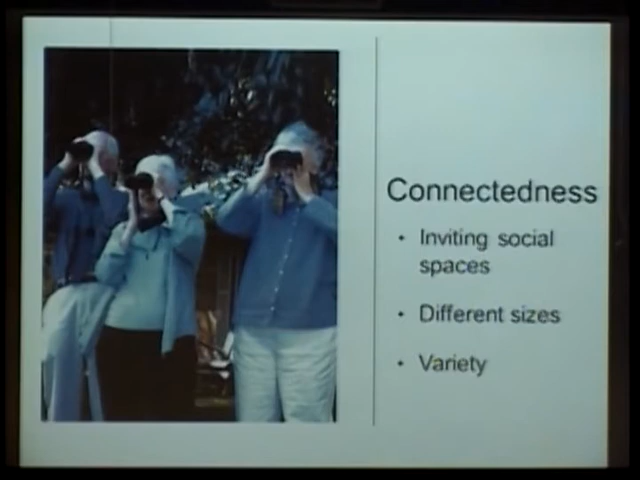 Connectedness
• Inviting social
spaces
• Different sizes
• Variety